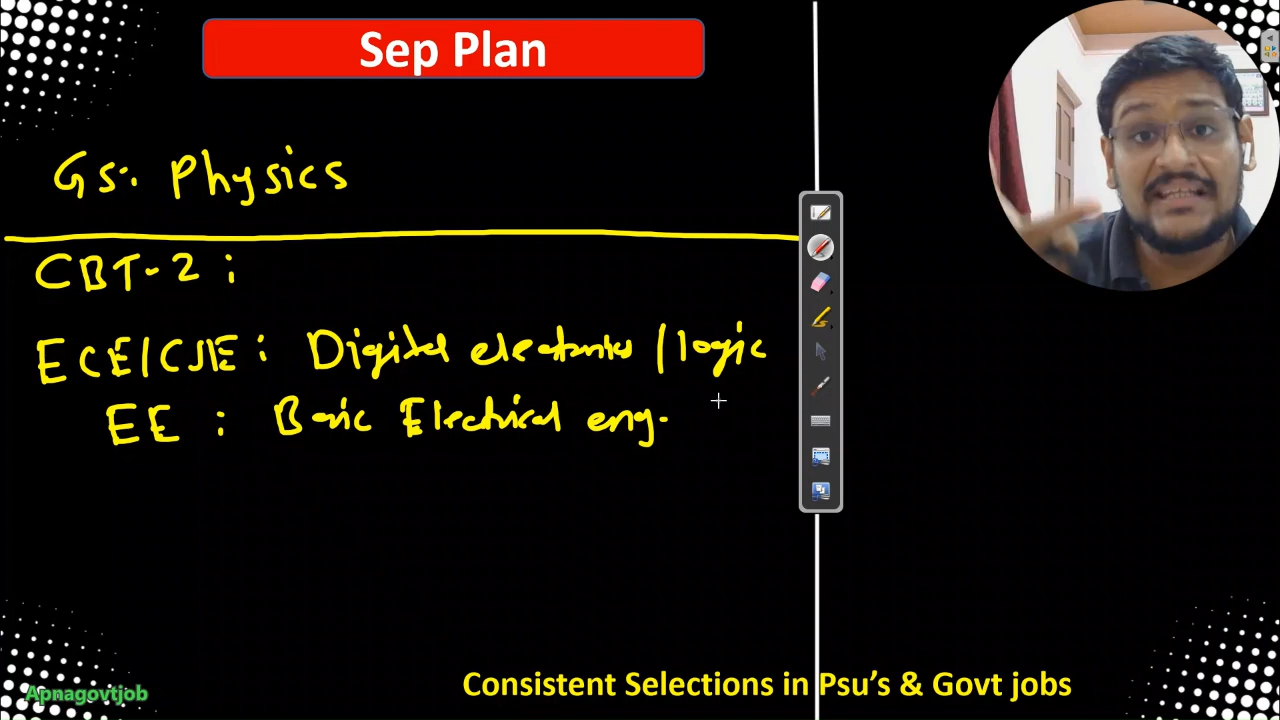 Sep Plan
Gs: Physics
CBT-2 :
ECE/CSE : Digital electronics / logic
EE : Basic Electrical eng.
Consistent Selections in Psu's & Govt jobs
Apnagovtjob